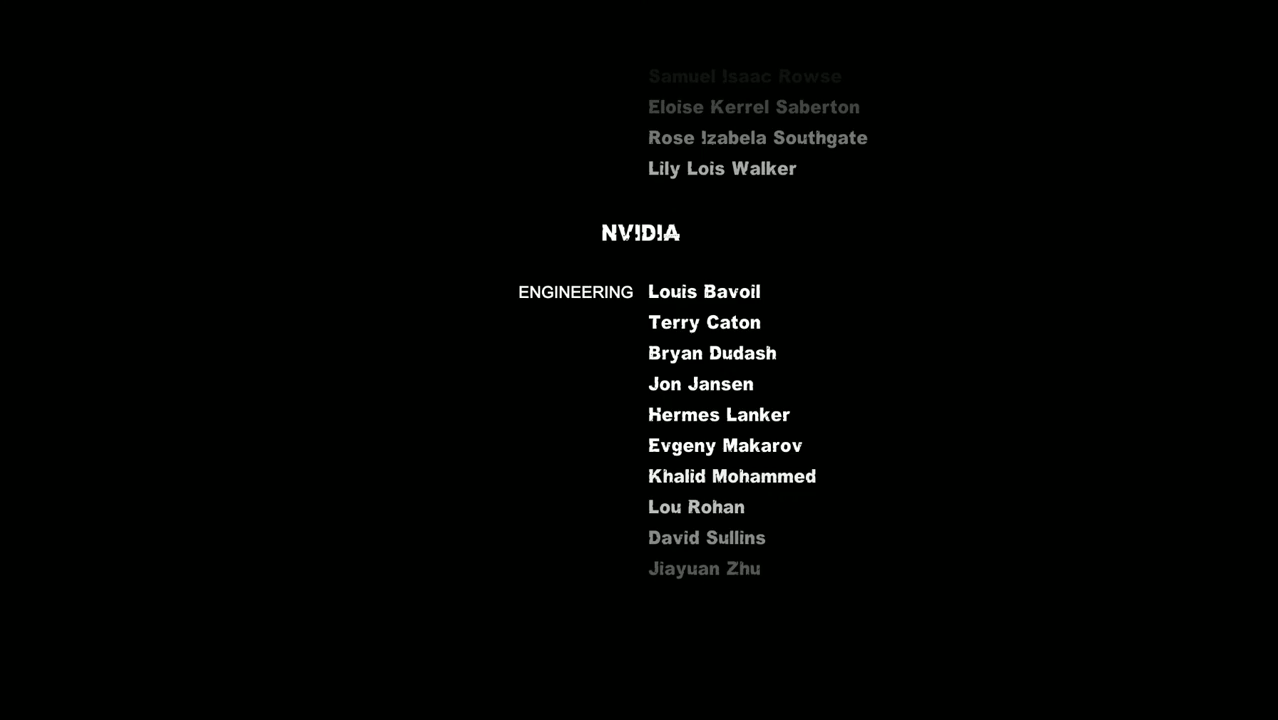 Samuel Isaac Rowse
Eloise Kerrel Saberton
Rose Izabela Southgate
Lily Lois Walker
NVIDIA
ENGINEERING Louis Bavoil
Terry Caton
Bryan Dudash
Jon Jansen
Hermes Lanker
Evgeny Makarov
Khalid Mohammed
Lou Rohan
David Sullins
Jiayuan Zhu